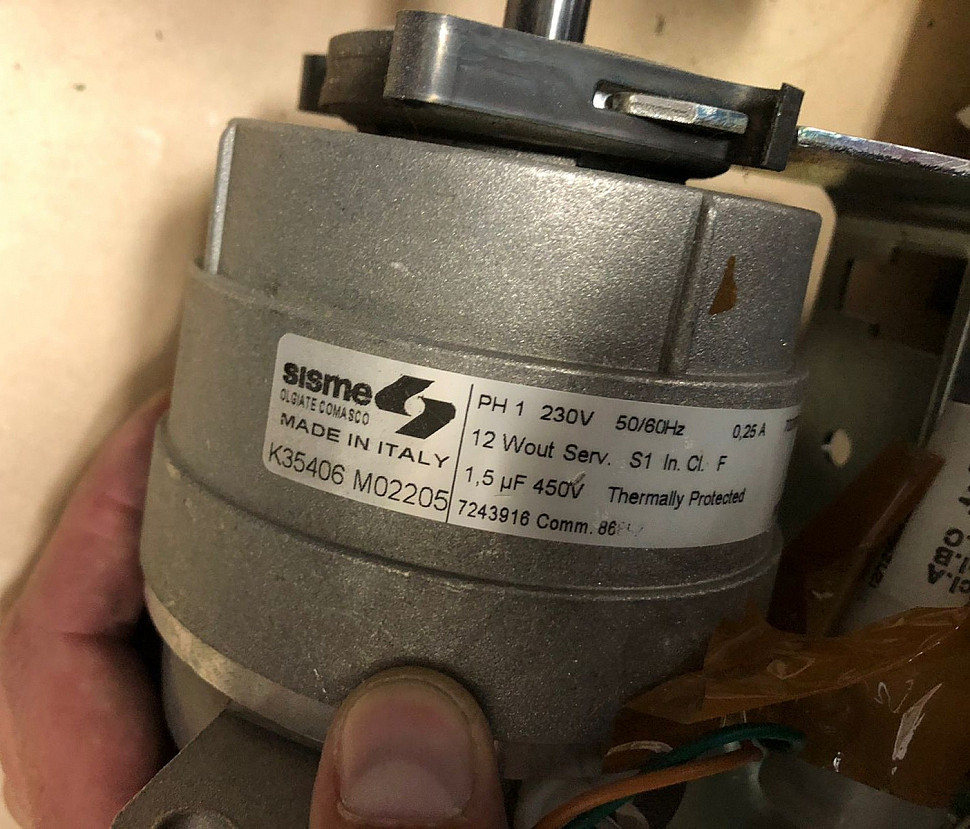 sisme
OLGIATE COMASCO
MADE IN ITALY
K35406 M02205
PH 1 230V 50/60Hz 0,25 A
12 Wout Serv. S1 In. Cl. F
1,5 µF 450V Thermally Protected
7243916 Comm. 86